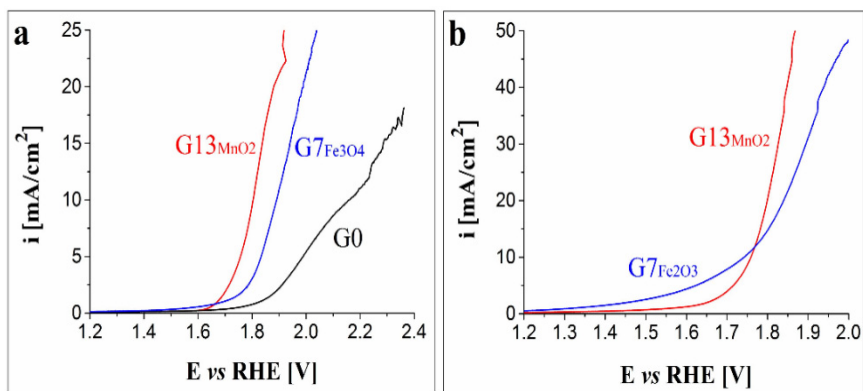 a
25
20
15
10
5
0
i [mA/cm²]
G13MnO2
G7Fe3O4
G0
1.2 1.4 1.6 1.8 2.0 2.2 2.4
E vs RHE [V]
b
50
40
30
20
10
0
i [mA/cm²]
G13MnO2
G7Fe2O3
1.2 1.3 1.4 1.5 1.6 1.7 1.8 1.9 2.0
E vs RHE [V]